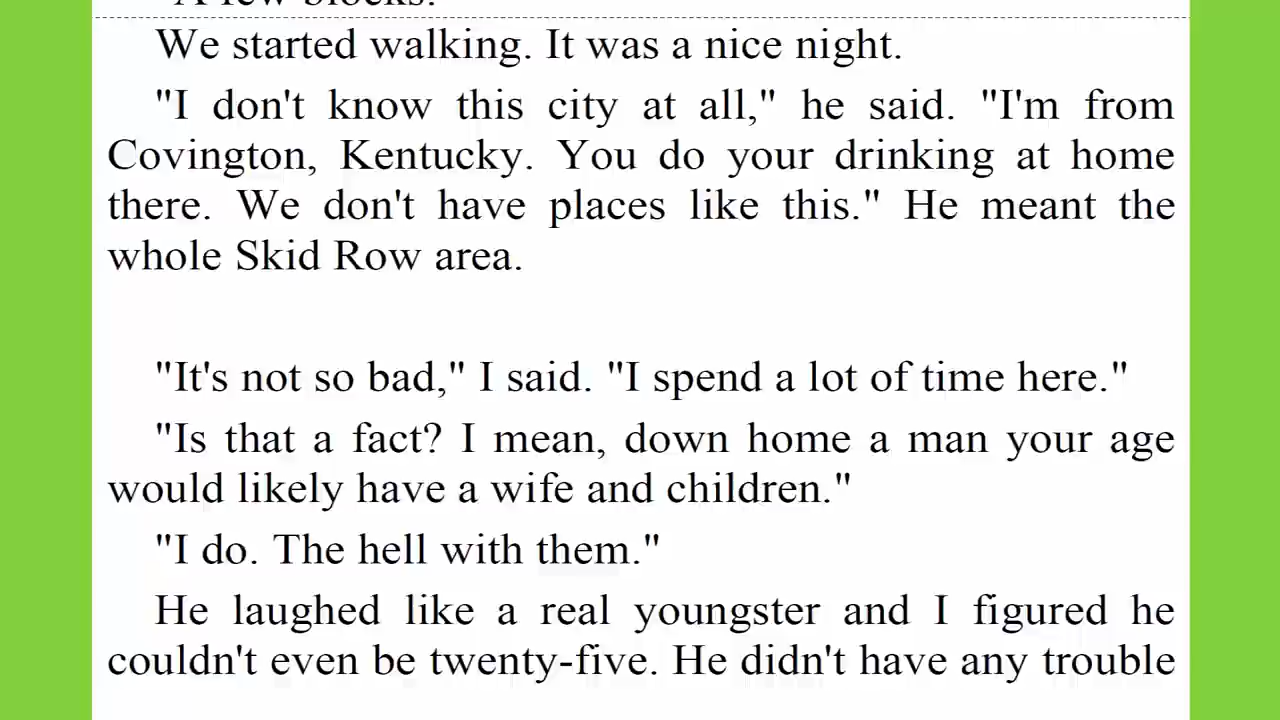 "A few blocks."
We started walking. It was a nice night.
"I don't know this city at all," he said. "I'm from
Covington, Kentucky. You do your drinking at home
there. We don't have places like this." He meant the
whole Skid Row area.
"It's not so bad," I said. "I spend a lot of time here."
"Is that a fact? I mean, down home a man your age
would likely have a wife and children."
"I do. The hell with them."
He laughed like a real youngster and I figured he
couldn't even be twenty-five. He didn't have any trouble